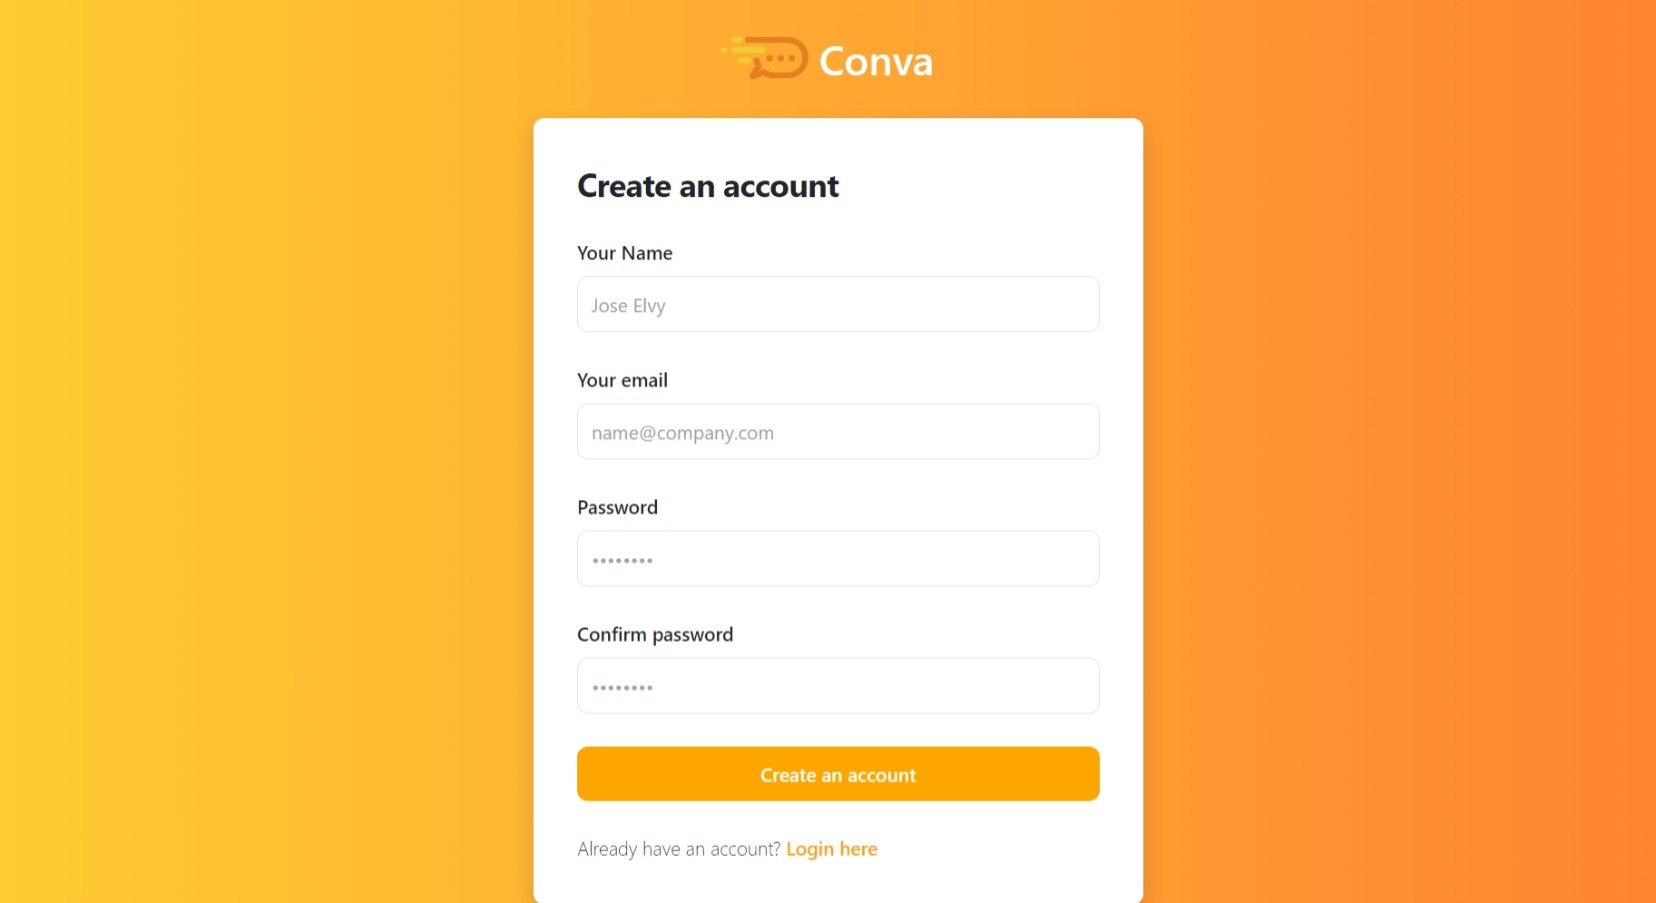 Conva
Create an account
Your Name
Jose Elvy
Your email
name@company.com
Password
••••••••
Confirm password
••••••••
Create an account
Already have an account? Login here